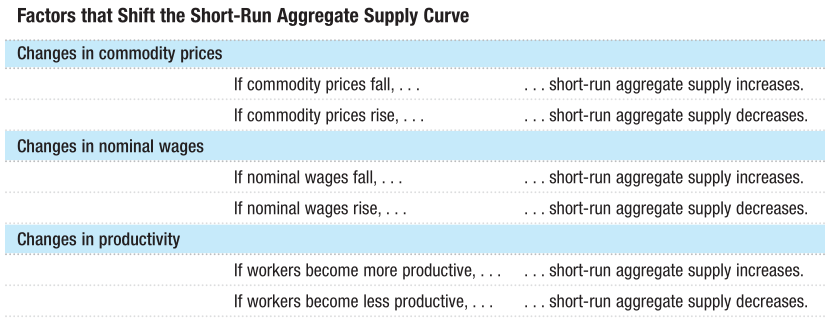 Factors that Shift the Short-Run Aggregate Supply Curve
Changes in commodity prices
If commodity prices fall, . . . . . . short-run aggregate supply increases.
If commodity prices rise, . . . . . . short-run aggregate supply decreases.
Changes in nominal wages
If nominal wages fall, . . . . . . short-run aggregate supply increases.
If nominal wages rise, . . . . . . short-run aggregate supply decreases.
Changes in productivity
If workers become more productive, . . . . . . short-run aggregate supply increases.
If workers become less productive, . . . . . . short-run aggregate supply decreases.